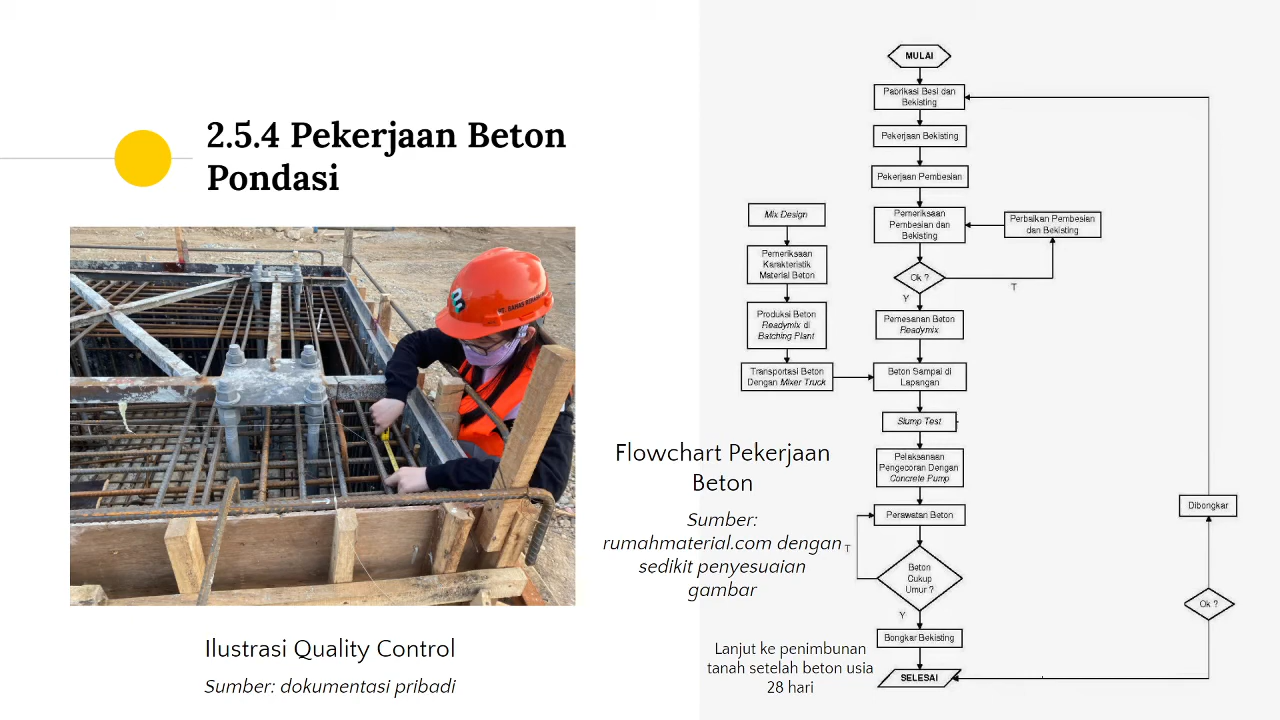 2.5.4 Pekerjaan Beton
Pondasi
Ilustrasi Quality Control
Sumber: dokumentasi pribadi
Flowchart Pekerjaan
Beton
Sumber:
rumahmaterial.com dengan
sedikit penyesuaian
gambar
Lanjut ke penimbunan
tanah setelah beton usia
28 hari
MULAI
Pabrikasi Besi dan
Bekisting
Pekerjaan Bekisting
Pekerjaan Pembesian
Pemeriksaan
Pembesian dan
Bekisting
Perbaikan Pembesian
dan Bekisting
Ok ?
T
Y
Mix Design
Pemeriksaan
Karakteristik
Material Beton
Produksi Beton
Readymix di
Batching Plant
Transportasi Beton
Dengan Mixer Truck
Pemesanan Beton
Readymix
Beton Sampai di
Lapangan
Slump Test
Pelaksanaan
Pengecoran Dengan
Concrete Pump
Perawatan Beton
T
Beton
Cukup
Umur ?
Y
Bongkar Bekisting
SELESAI
Dibongkar
Ok ?